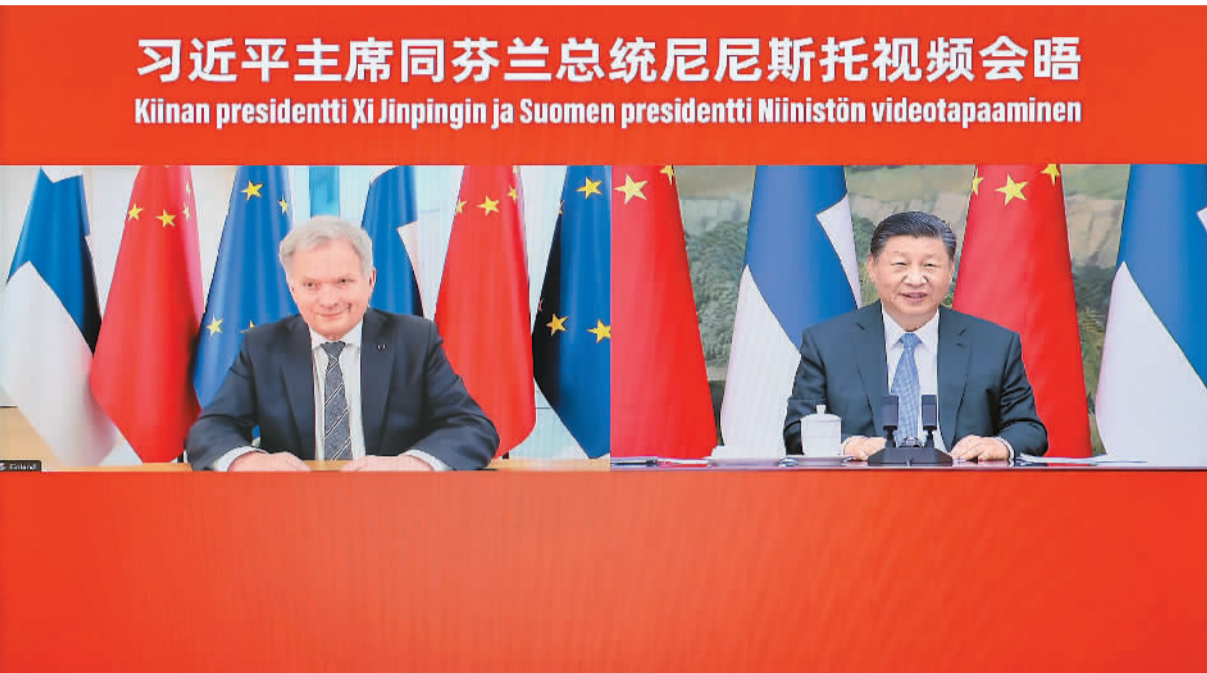 习近平主席同芬兰总统尼尼斯托视频会晤
Kiinan presidentti Xi Jinpingin ja Suomen presidentti Niinistön videotapaaminen
Finland